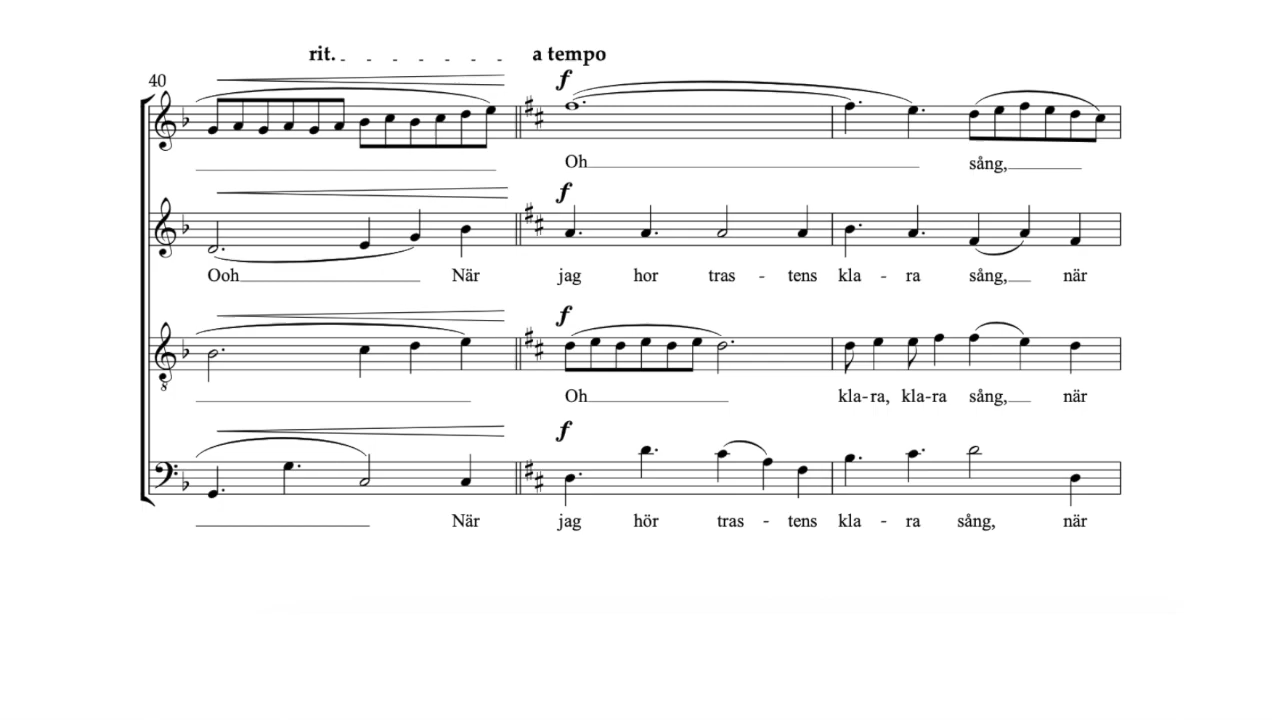 rit. a tempo
40 f
Oh sång,
f
Ooh När jag hor tras - tens kla - ra sång, när
f
8
Oh kla-ra, kla-ra sång, när
f
När jag hör tras - tens kla - ra sång, när